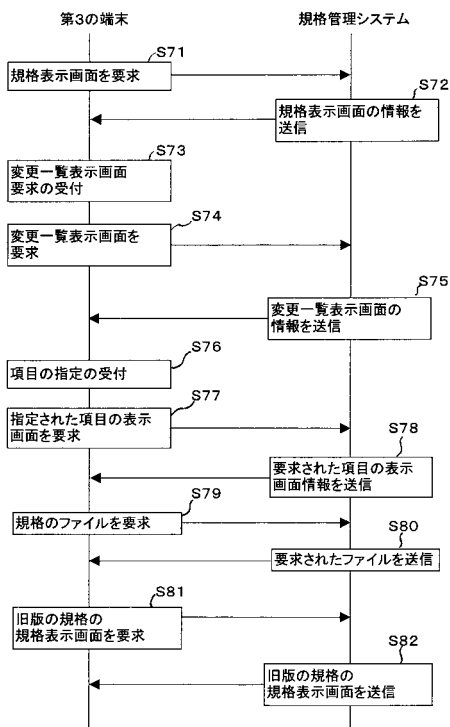 第3の端末
規格管理システム
S71
規格表示画面を要求
S72
規格表示画面の情報を
送信
S73
変更一覧表示画面
要求の受付
S74
変更一覧表示画面を
要求
S75
変更一覧表示画面の
情報を送信
S76
項目の指定の受付
S77
指定された項目の表示
画面を要求
S78
要求された項目の表示
画面情報を送信
S79
規格のファイルを要求
S80
要求されたファイルを送信
S81
旧版の規格の
規格表示画面を要求
S82
旧版の規格の
規格表示画面を送信